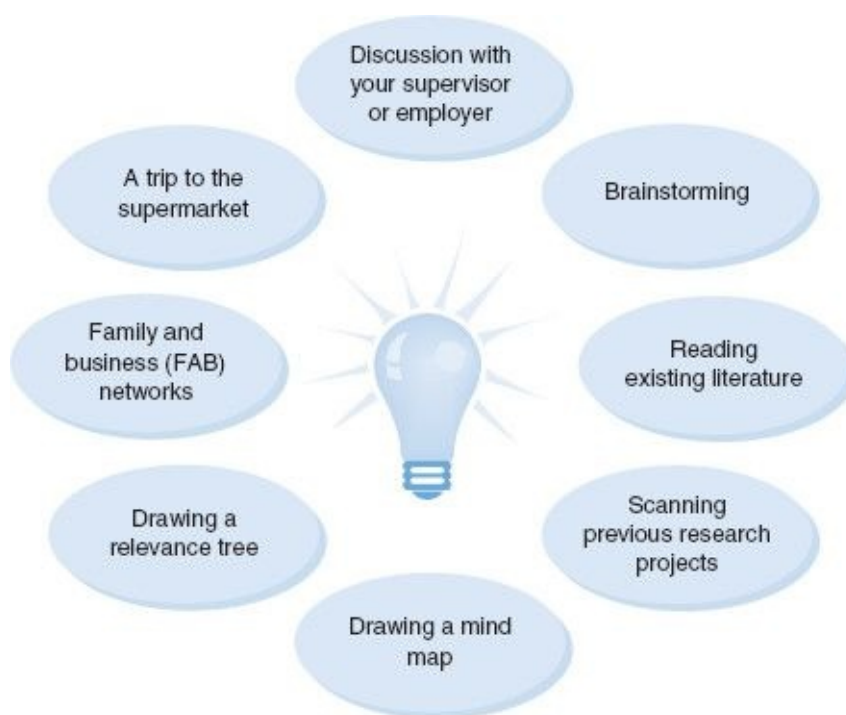 Discussion with
your supervisor
or employer
Brainstorming
Reading
existing literature
Scanning
previous research
projects
Drawing a mind
map
Drawing a
relevance tree
Family and
business (FAB)
networks
A trip to the
supermarket